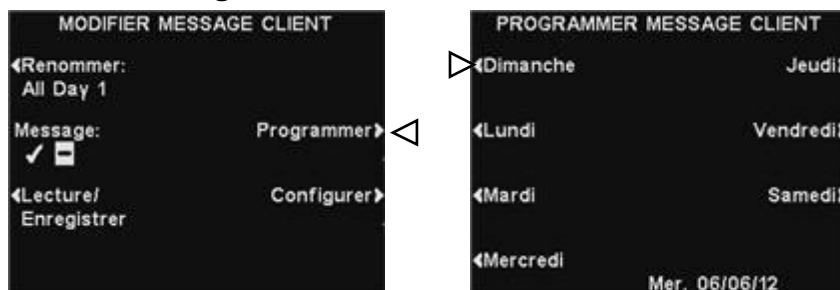 MODIFIER MESSAGE CLIENT
Renommer:
All Day 1
Message:
Programmer
Lecture/
Enregistrer
Configurer
PROGRAMMER MESSAGE CLIENT
Dimanche
Jeudi
Lundi
Vendredi
Mardi
Samedi
Mercredi
Mer. 06/06/12